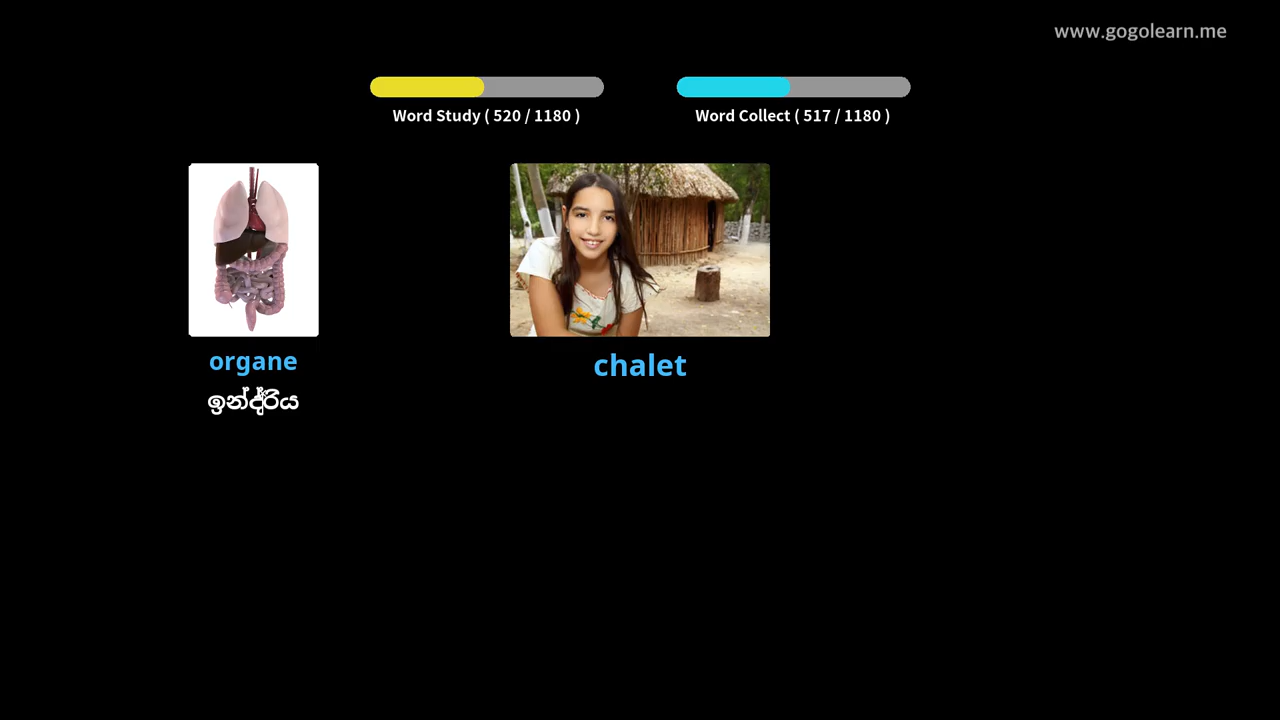 www.gogolearn.me
Word Study ( 520 / 1180 )
Word Collect ( 517 / 1180 )
organe
ඉන්ද්‍රිය
chalet